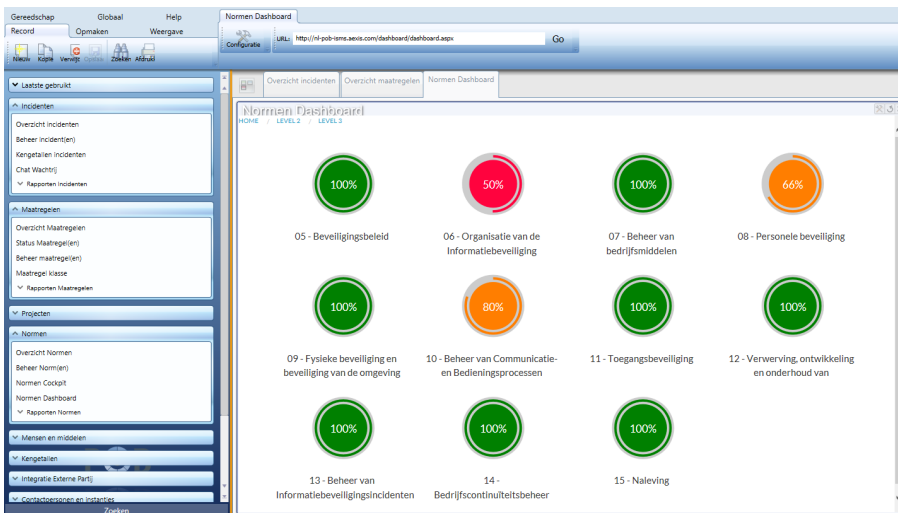 Gereedschap Globaal Help
Record Opmaken Weergave
Nieuw Kopie Verwijt Opslaan Zoeken Afdruk
Normen Dashboard
Configuratie
URL: http://nl-pob-isms.aexis.com/dashboard/dashboard.aspx Go
Laatste gebruikt
Incidenten
Overzicht incidenten
Beheer incident(en)
Kengetallen incidenten
Chat Wachtrij
Rapporten incidenten
Maatregelen
Overzicht Maatregelen
Status Maatregel(en)
Beheer maatregel(en)
Maatregel klasse
Rapporten Maatregelen
Projecten
Normen
Overzicht Normen
Beheer Norm(en)
Normen Cockpit
Normen Dashboard
Rapporten Normen
Mensen en middelen
Kengetallen
Integratie Externe Partij
Contactpersonen en instanties
Zoeken
Overzicht incidenten Overzicht maatregelen Normen Dashboard
Normen Dashboard
HOME / LEVEL 2 / LEVEL 3
100% 50% 100% 66%
05 - Beveiligingsbeleid
06 - Organisatie van de
Informatiebeveiliging
07 - Beheer van
bedrijfsmiddelen
08 - Personele beveiliging
100% 80% 100% 100%
09 - Fysieke beveiliging en
beveiliging van de omgeving
10 - Beheer van Communicatie-
en Bedieningsprocessen
11 - Toegangsbeveiliging
12 - Verwerving, ontwikkeling
en onderhoud van
100% 100% 100%
13 - Beheer van
Informatiebeveiligingsincidenten
14 -
Bedrijfscontinuïteitsbeheer
15 - Naleving